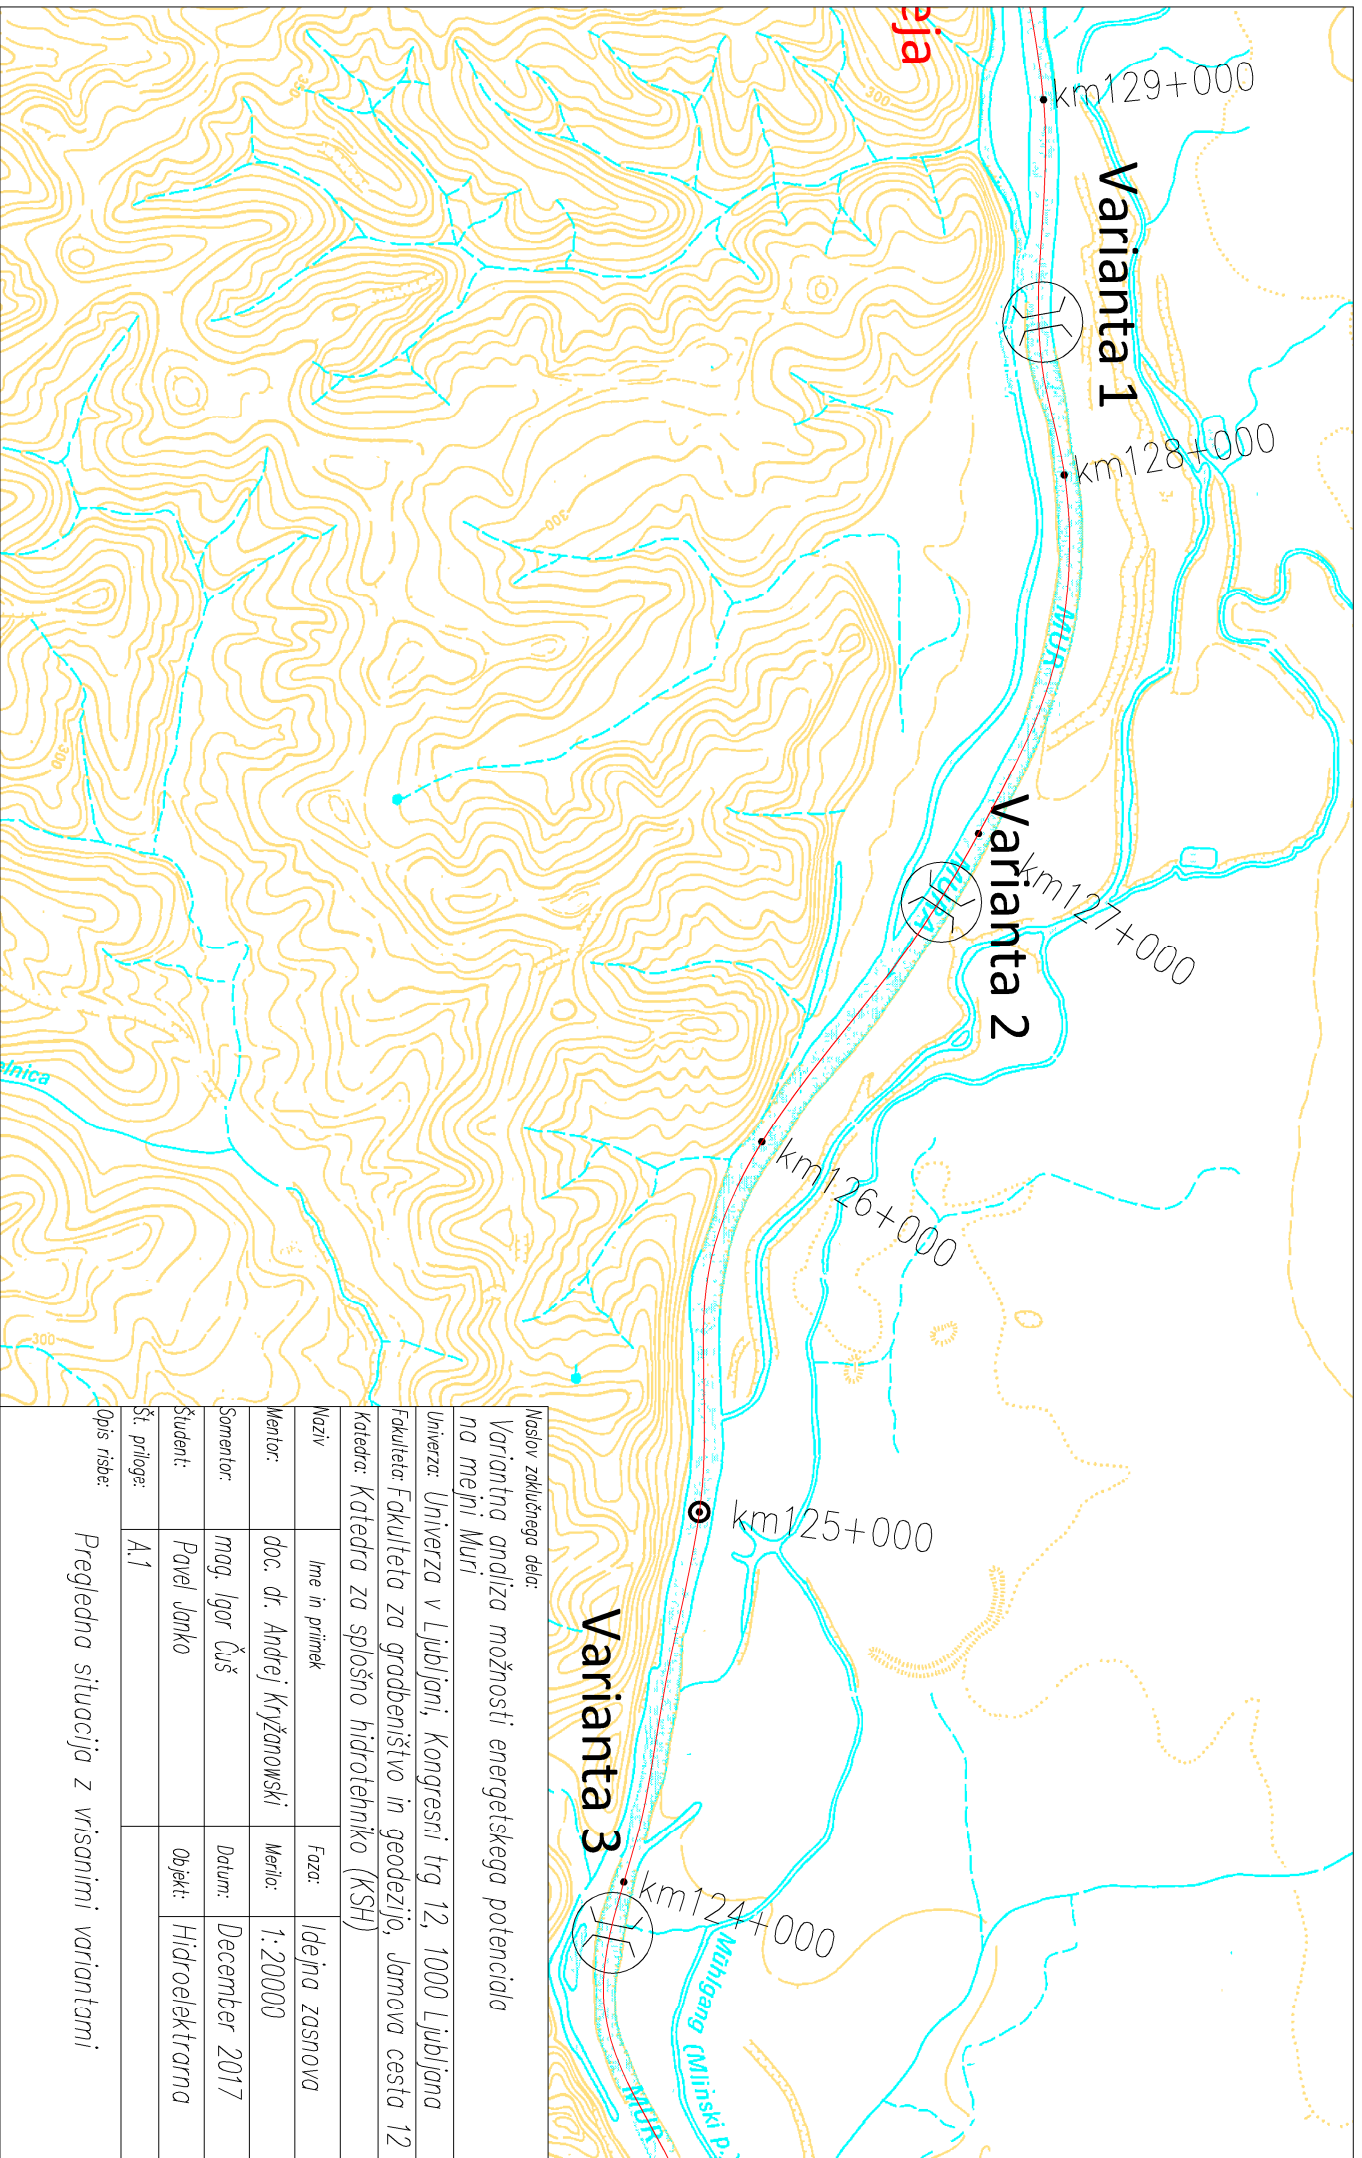 eja
km129+000
Varianta 1
km128+000
MUR
Varianta 2
km127+000
MURA
km126+000
km125+000
Varianta 3
km124+000
Mühlgang (Mlinski p.
MUR
elnica
300
300
300
300
300
Naslov zaključnega dela:
Variantna analiza možnosti energetskega potenciala
na mejni Muri
Univerza: Univerza v Ljubljani, Kongresni trg 12, 1000 Ljubljana
Fakulteta: Fakulteta za gradbeništvo in geodezijo, Jamova cesta 12
Katedra: Katedra za splošno hidrotehniko (KSH)
Naziv Ime in priimek Faza: Idejna zasnova
Mentor: doc. dr. Andrej Kryžanowski Merilo: 1:20000
Somentor: mag. Igor Čuš Datum: December 2017
Študent: Pavel Janko Objekt: Hidroelektrarna
Št. priloge: A.1
Opis risbe:
Pregledna situacija z vrisanimi variantami